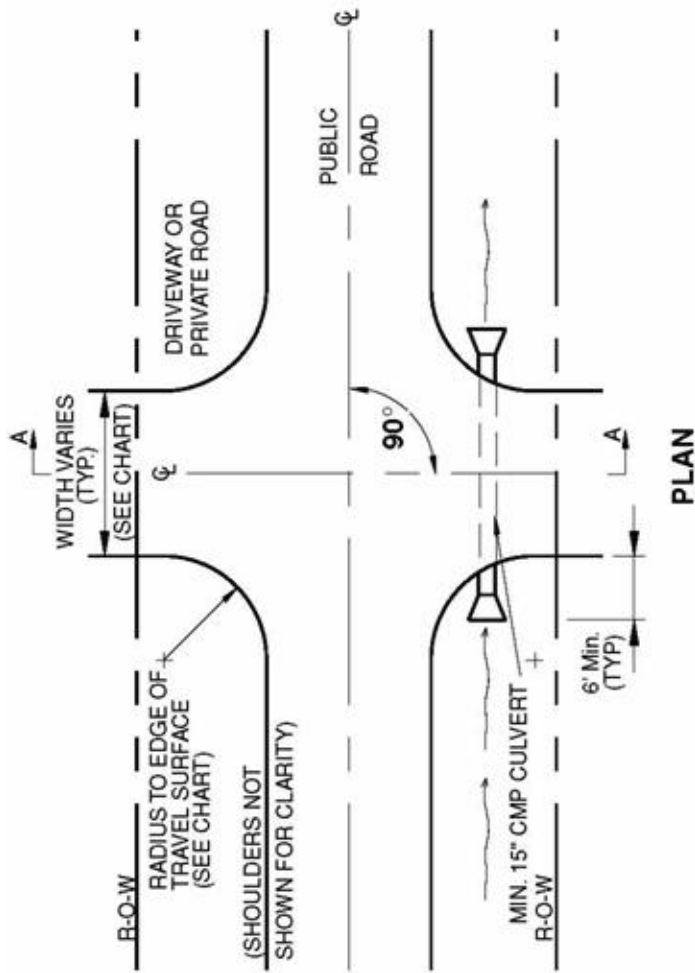 A
WIDTH VARIES
(TYP.)
(SEE CHART)
℄
R-O-W
RADIUS TO EDGE OF
TRAVEL SURFACE
(SEE CHART)
(SHOULDERS NOT
SHOWN FOR CLARITY)
DRIVEWAY OR
PRIVATE ROAD
PUBLIC
ROAD
℄
90°
MIN. 15" CMP CULVERT
R-O-W
6' Min.
(TYP)
A
PLAN